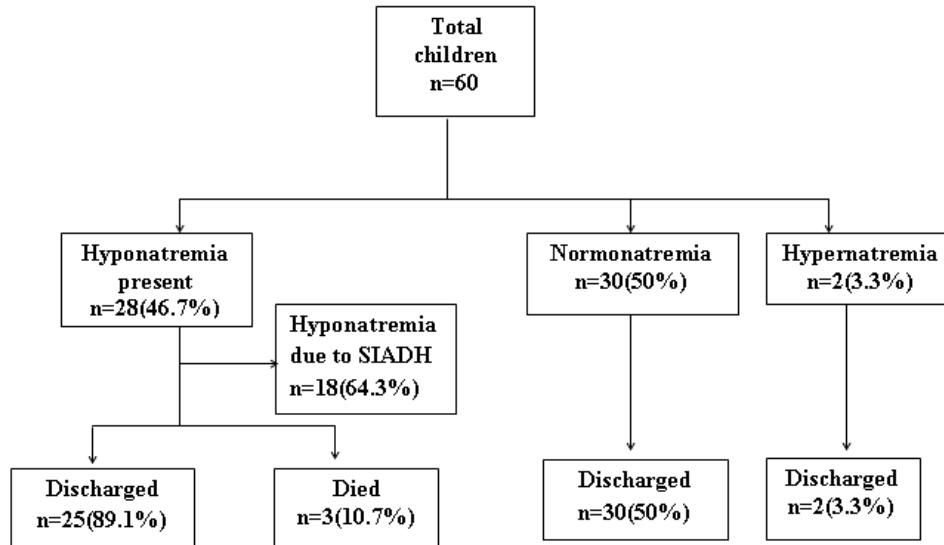 Total
children
n=60
Hyponatremia
present
n=28(46.7%)
Normonatremia
n=30(50%)
Hypernatremia
n=2(3.3%)
Hyponatremia
due to SIADH
n=18(64.3%)
Discharged
n=25(89.1%)
Died
n=3(10.7%)
Discharged
n=30(50%)
Discharged
n=2(3.3%)